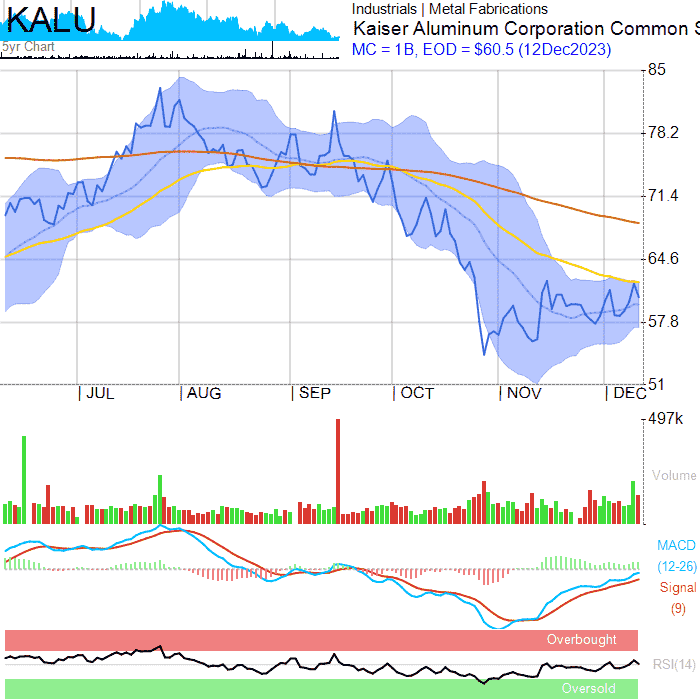 KALU
5yr Chart
Industrials | Metal Fabrications
Kaiser Aluminum Corporation Common S
MC = 1B, EOD = $60.5 (12Dec2023)
85
78.2
71.4
64.6
57.8
51
| JUL | AUG | SEP | OCT | NOV | DEC
497k
Volume
MACD
(12-26)
Signal
(9)
Overbought
RSI(14)
Oversold